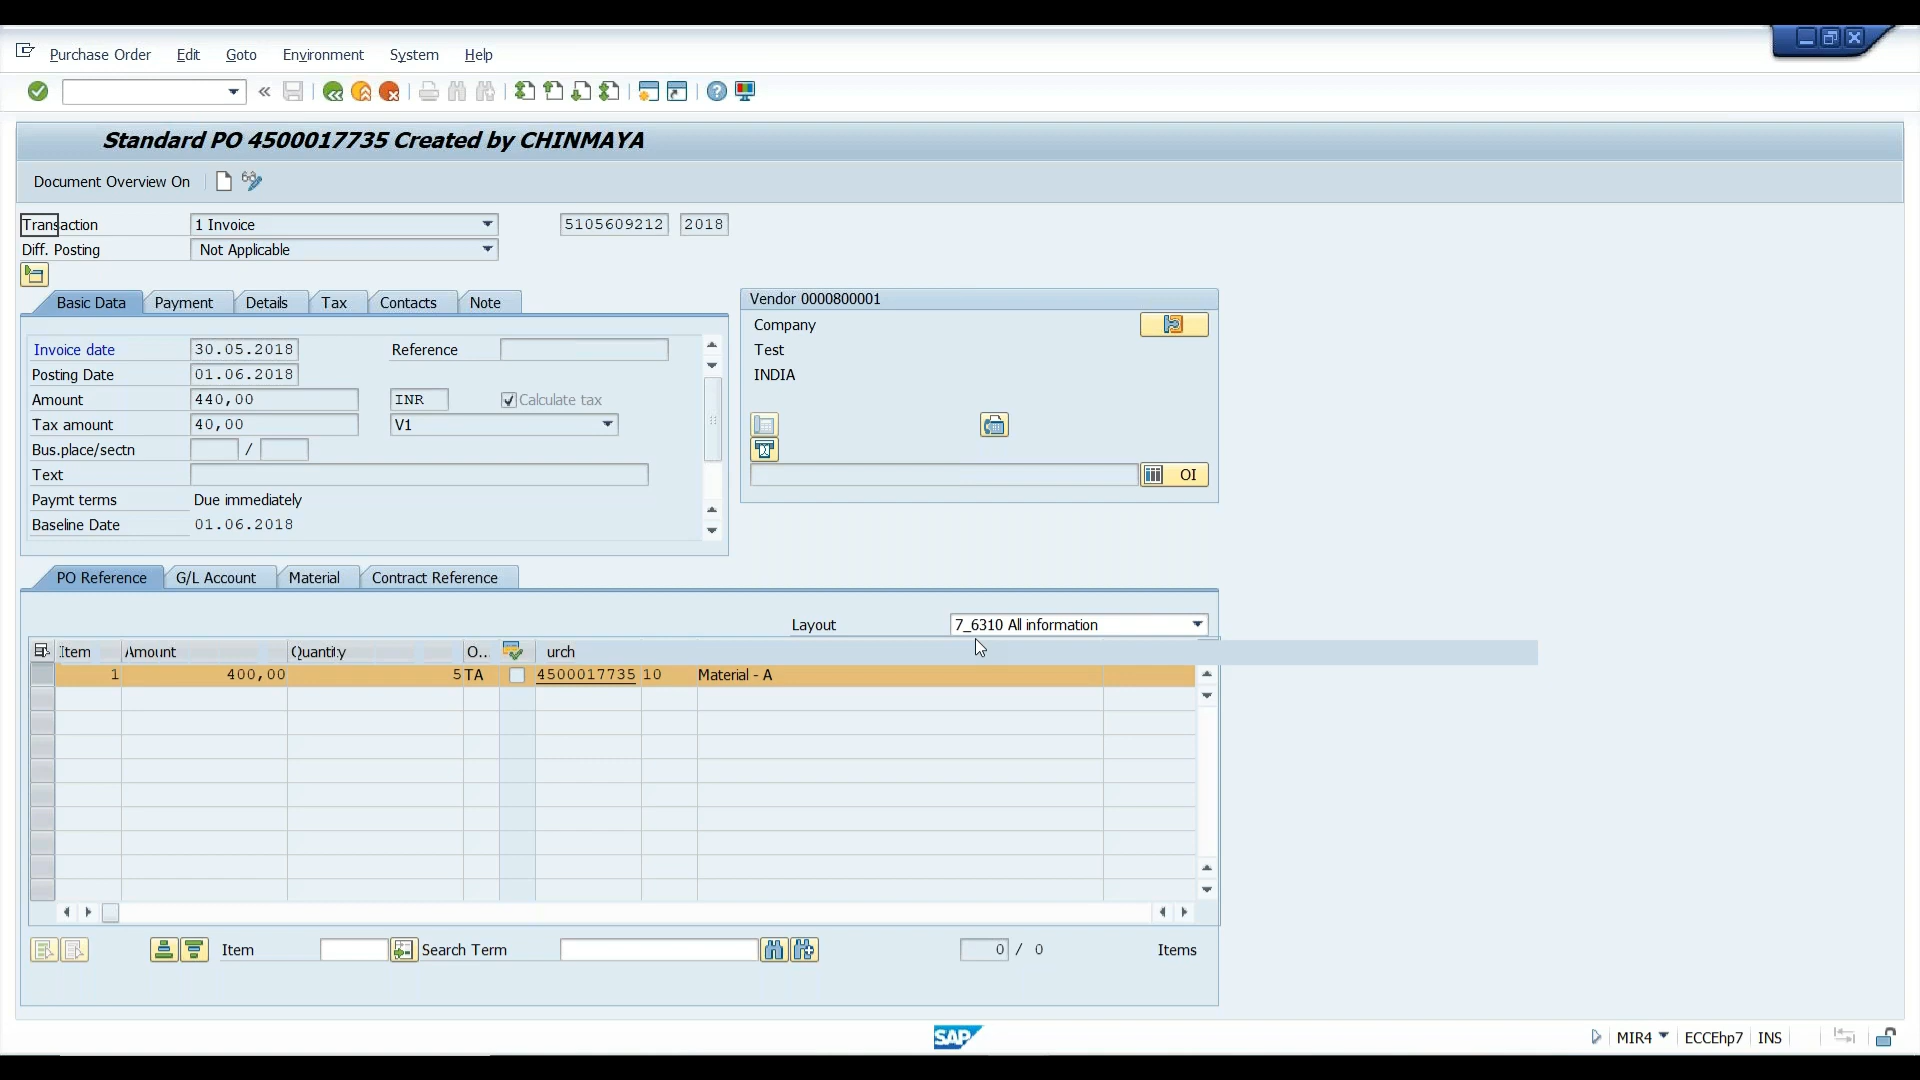 Purchase Order Edit Goto Environment System Help
Standard PO 4500017735 Created by CHINMAYA
Document Overview On
Transaction 1 Invoice 5105609212 2018
Diff. Posting Not Applicable
Basic Data Payment Details Tax Contacts Note
Invoice date 30.05.2018 Reference
Posting Date 01.06.2018
Amount 440,00 INR Calculate tax
Tax amount 40,00 V1
Bus.place/sectn /
Text
Paymt terms Due immediately
Baseline Date 01.06.2018
Vendor 0000800001
Company
Test
INDIA
OI
PO Reference G/L Account Material Contract Reference
Layout 7_6310 All information
Item Amount Quantity O.. urch
1 400,00 5 TA 4500017735 10 Material - A
Item Search Term 0 / 0 Items
SAP MIR4 ECCEhp7 INS